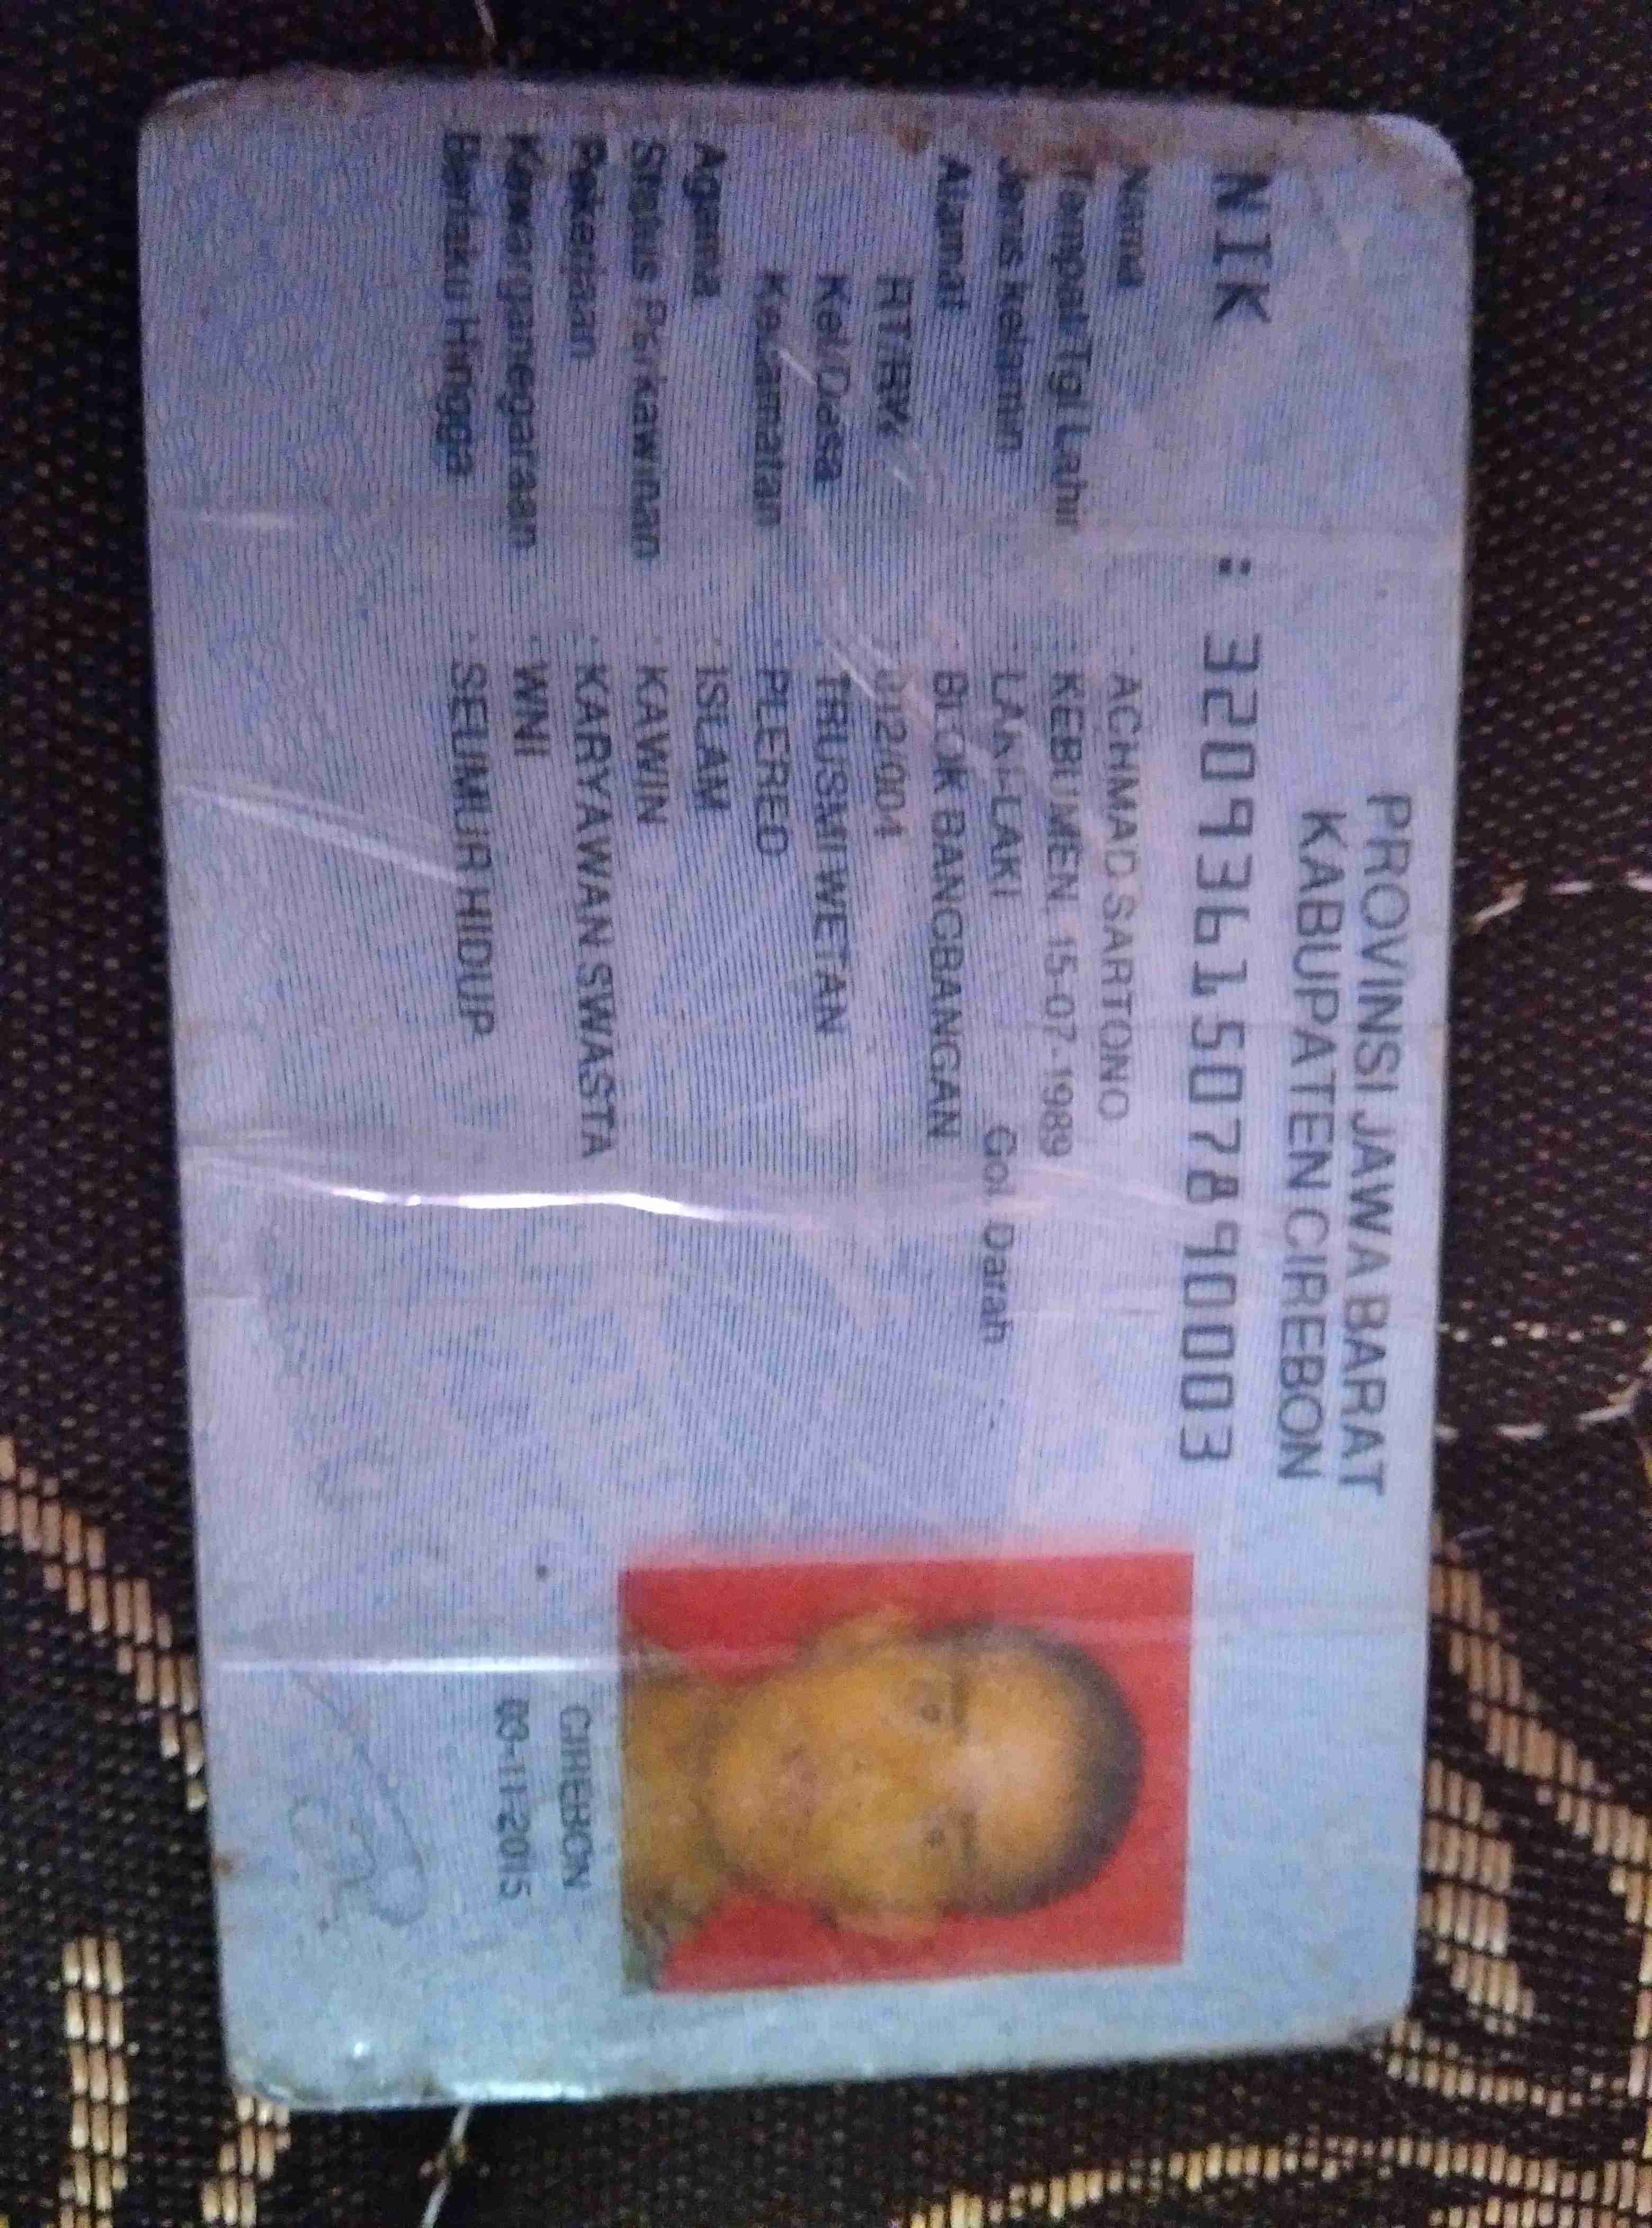 PROVINSI JAWA BARAT
KABUPATEN CIREBON
NIK : 3209361507890003
Nama : ACHMAD SARTONO
Tempat/Tgl Lahir : KEBUMEN, 15-07-1989
Jenis Kelamin : LAKI-LAKI Gol. Darah
Alamat BLOK BANGBANGAN
RT/RW : 012/004
Kel/Desa : TRUSMI WETAN
Kecamatan : PLERED
Agama : ISLAM
Status Perkawinan : KAWIN
Pekerjaan : KARYAWAN SWASTA
Kewarganegaraan : WNI
Berlaku Hingga : SEUMUR HIDUP
CIREBON
03-11-2015